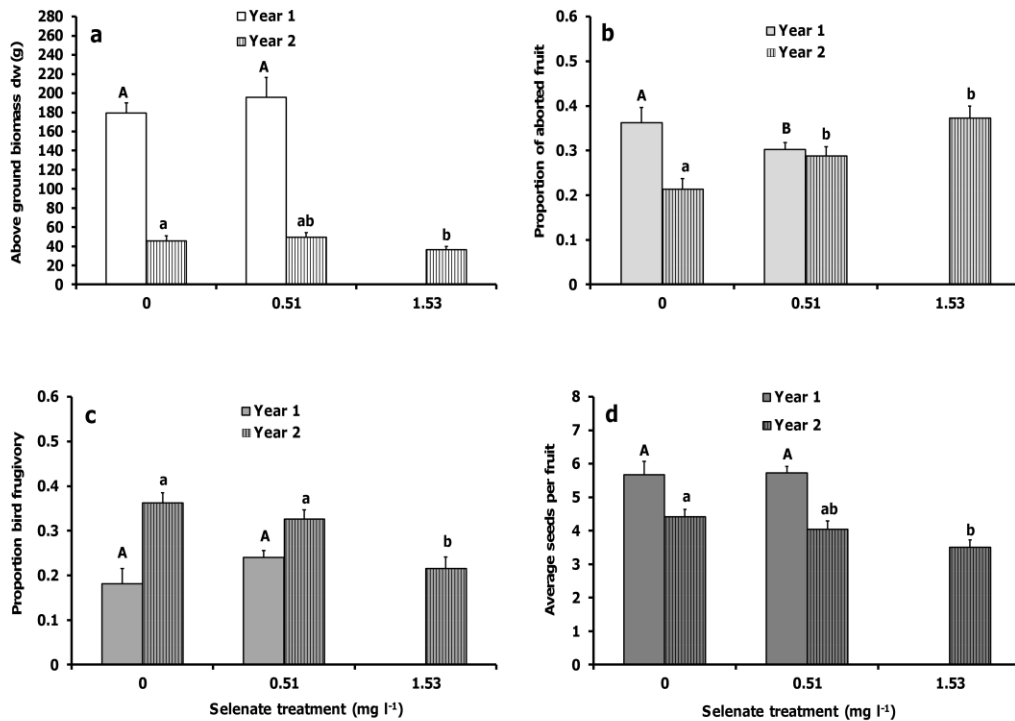 a
Year 1
Year 2
Above ground biomass dw (g)
280
260
240
220
200
180
160
140
120
100
80
60
40
20
0
A
a
A
ab
b
0
0.51
1.53
b
Year 1
Year 2
Proportion of aborted fruit
0.6
0.5
0.4
0.3
0.2
0.1
0
A
a
B
b
b
0
0.51
1.53
c
Year 1
Year 2
Proportion bird frugivory
0.6
0.5
0.4
0.3
0.2
0.1
0
A
a
A
a
b
0
0.51
1.53
Selenate treatment (mg l⁻¹)
d
Year 1
Year 2
Average seeds per fruit
8
7
6
5
4
3
2
1
0
A
a
A
ab
b
0
0.51
1.53
Selenate treatment (mg l⁻¹)